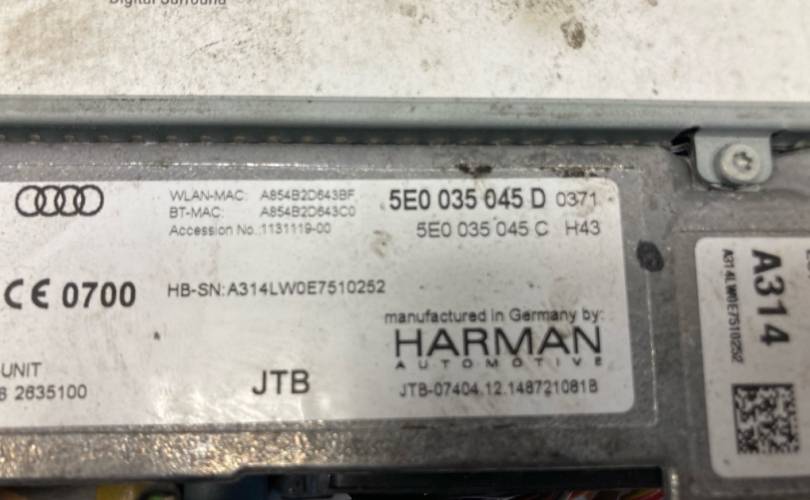 Digital Surround
WLAN-MAC: A854B2D643BF
BT-MAC: A854B2D643C0
Accession No.:1131119-00
5E0 035 045 D 0371
5E0 035 045 C H43
CE 0700
HB-SN:A314LW0E7510252
manufactured in Germany by:
HARMAN
AUTOMOTIVE
UNIT
2635100
JTB
JTB-07404.12.1487210818
A314
A314LW0E7510252